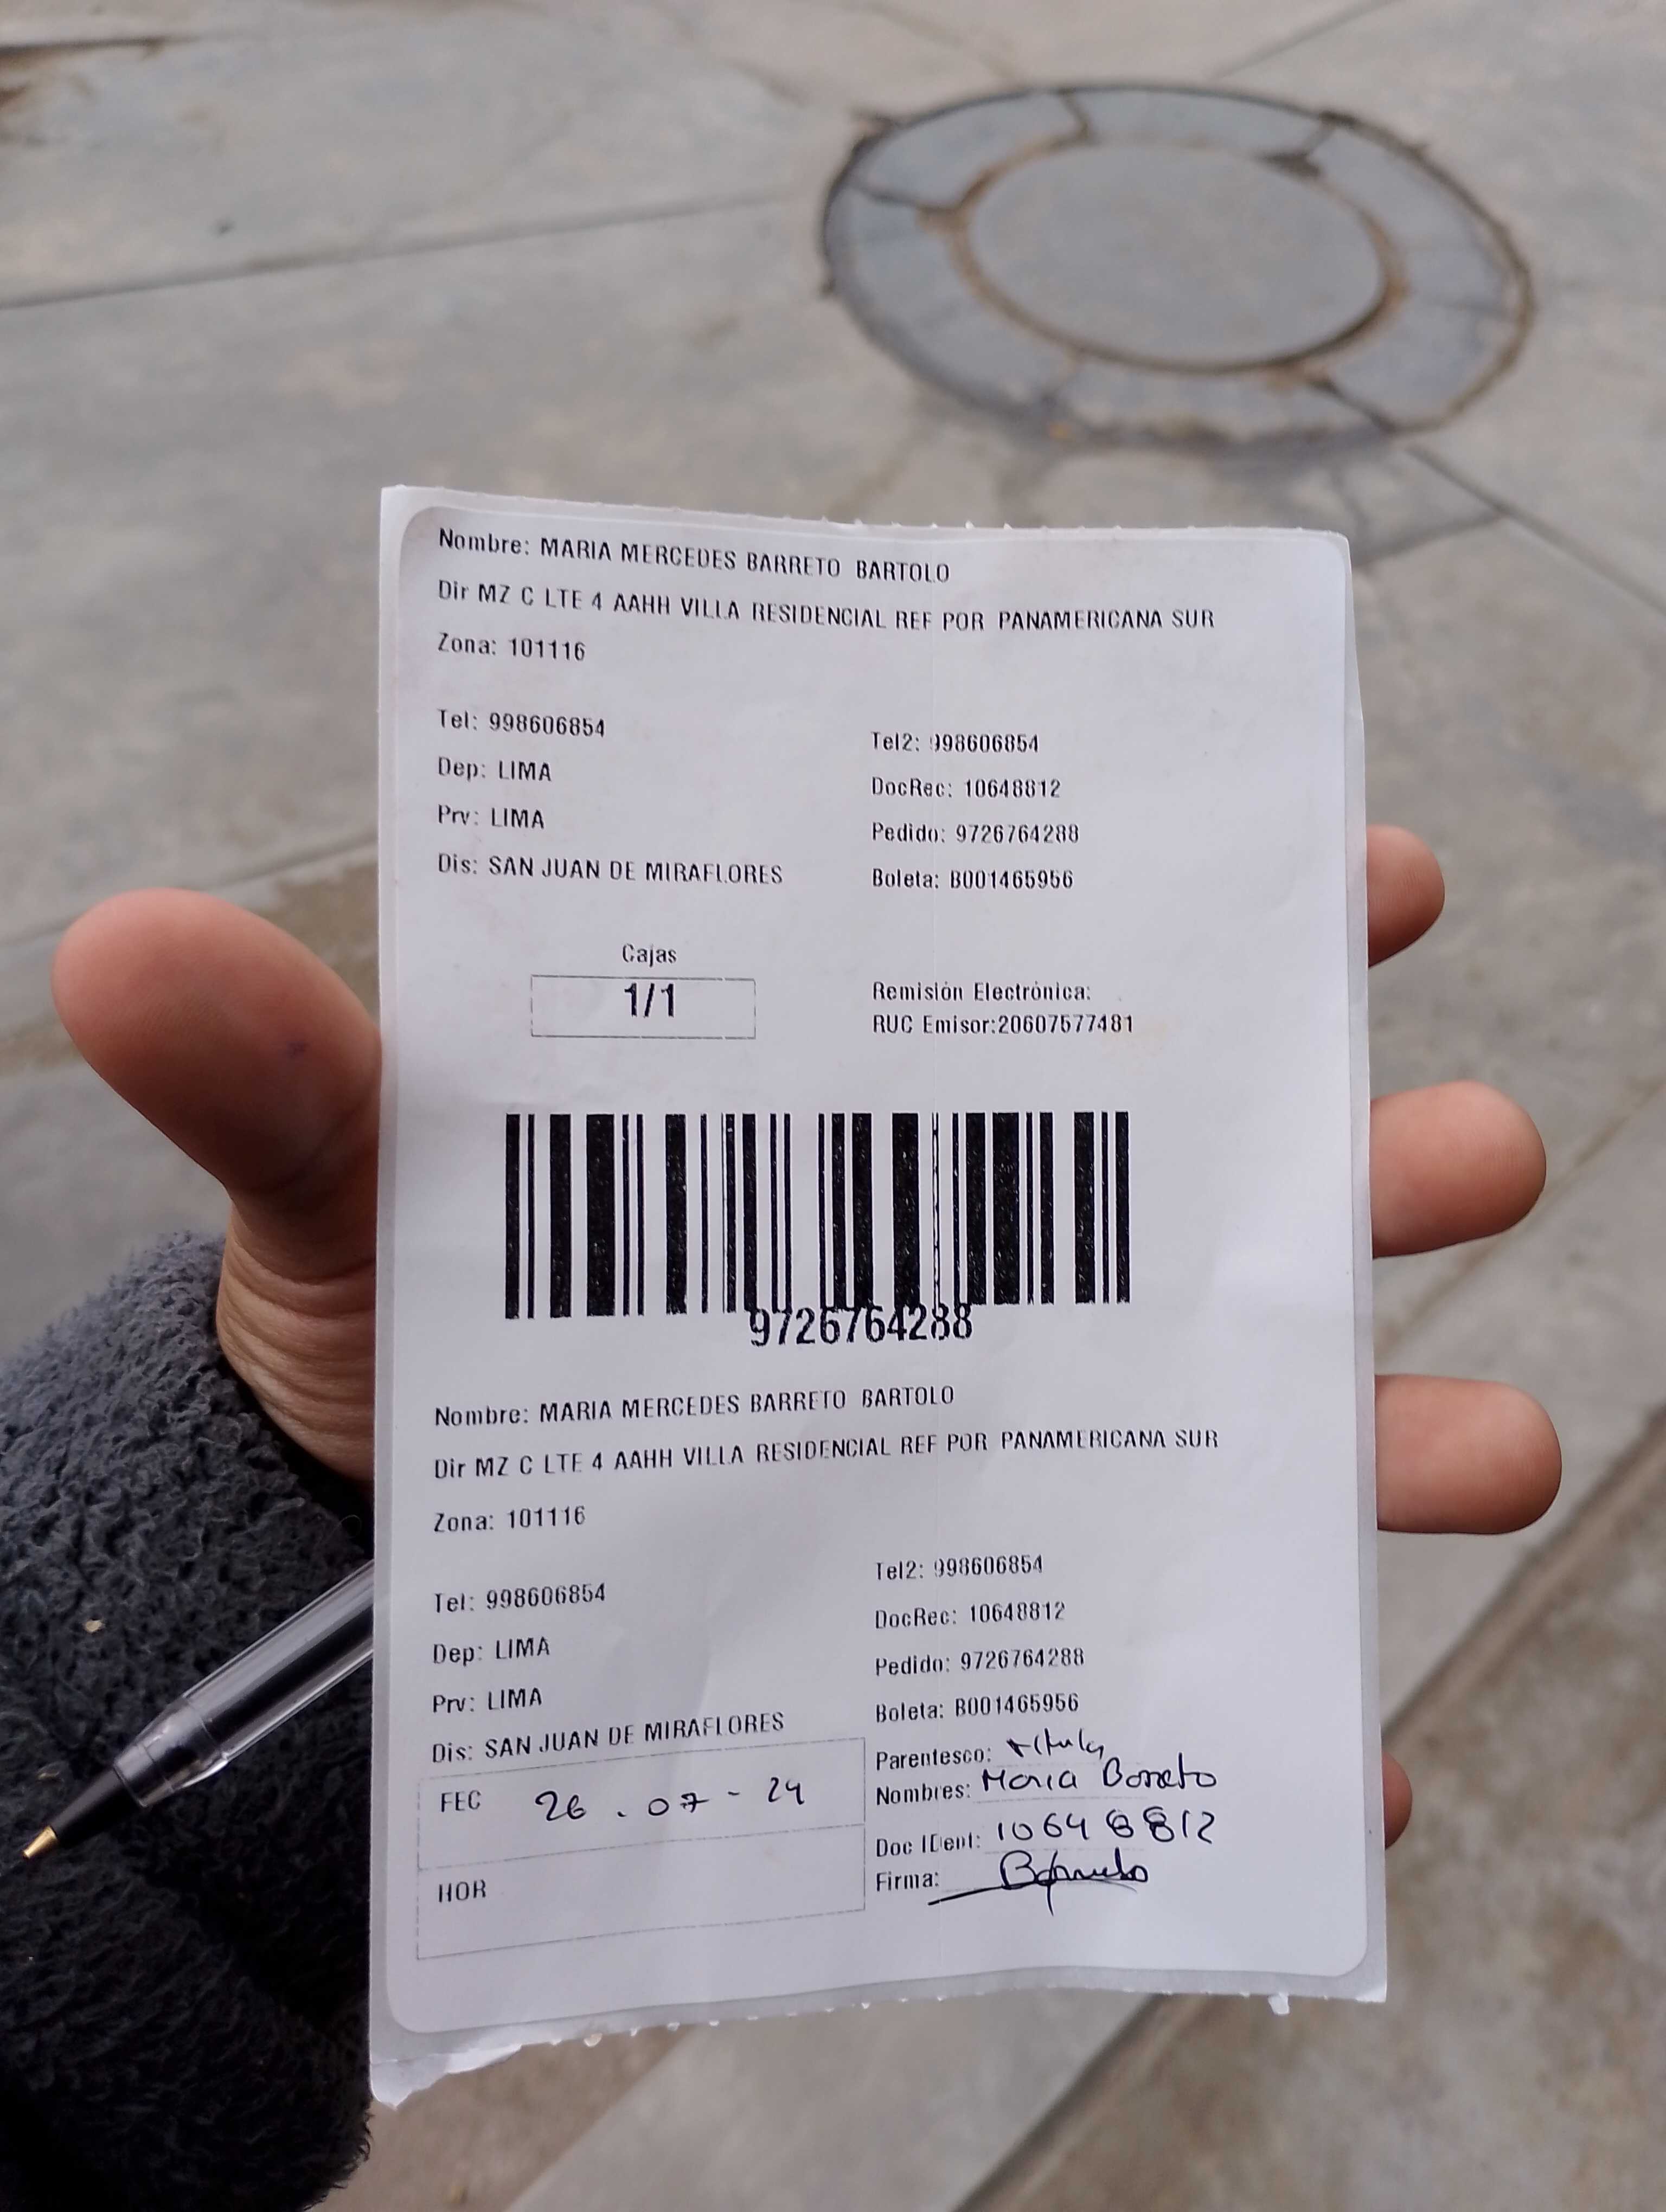 Nombre: MARIA MERCEDES BARRETO BARTOLO
Dir MZ C LTE 4 AAHH VILLA RESIDENCIAL REF POR PANAMERICANA SUR
Zona: 101116
Tel: 998606854
Tel2: 998606854
Dep: LIMA
DocRec: 10648812
Prv: LIMA
Pedido: 9726764288
Dis: SAN JUAN DE MIRAFLORES
Boleta: B001465956
Cajas
1/1
Remisión Electrónica:
RUC Emisor:20607577481
9726764288
Nombre: MARIA MERCEDES BARRETO BARTOLO
Dir MZ C LTE 4 AAHH VILLA RESIDENCIAL REF POR PANAMERICANA SUR
Zona: 101116
Tel: 998606854
Tel2: 998606854
Dep: LIMA
DocRec: 10648812
Prv: LIMA
Pedido: 9726764288
Dis: SAN JUAN DE MIRAFLORES
Boleta: B001465956
FEC 26.07-24
HOR
Parentesco:
Nombres: Maria Barreto
Doc IDent: 10648812
Firma: